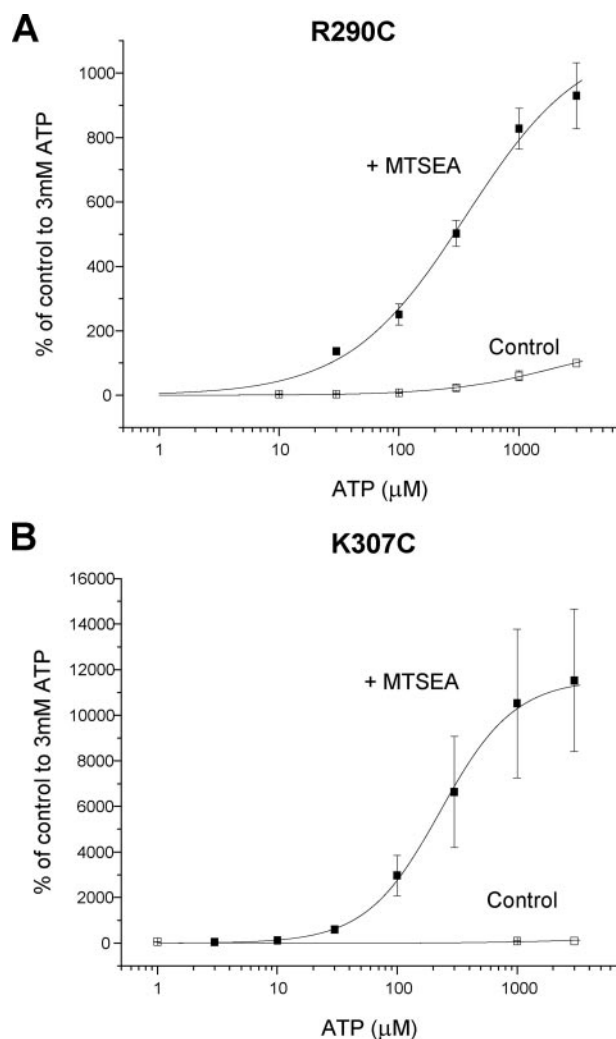 A
R290C
% of control to 3mM ATP
1000
800
600
400
200
0
+ MTSEA
Control
1
10
100
1000
ATP (μM)
B
K307C
% of control to 3mM ATP
16000
14000
12000
10000
8000
6000
4000
2000
0
+ MTSEA
Control
1
10
100
1000
ATP (μM)